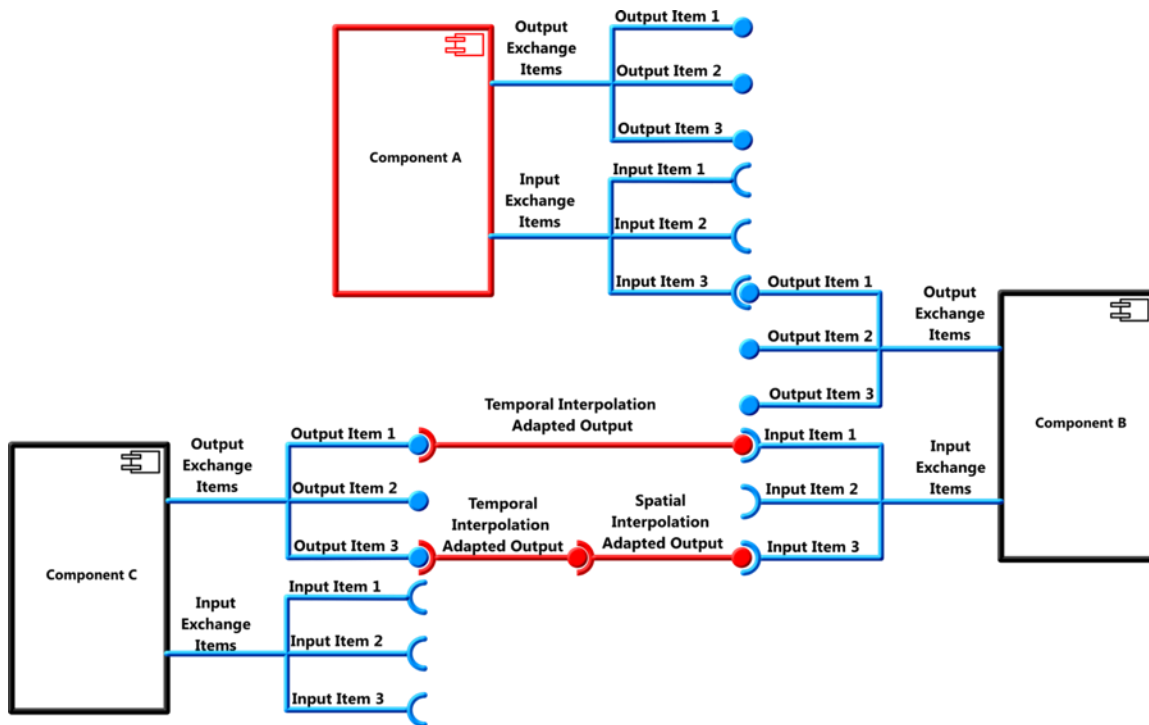 Output Item 1
Output
Exchange
Items
Output Item 2
Output Item 3
Component A
Input
Exchange
Items
Input Item 1
Input Item 2
Input Item 3
Output Item 1
Output
Exchange
Items
Output Item 2
Output Item 3
Component B
Input
Exchange
Items
Input Item 1
Input Item 2
Input Item 3
Temporal Interpolation
Adapted Output
Temporal
Interpolation
Adapted Output
Spatial
Interpolation
Adapted Output
Output Item 1
Output
Exchange
Items
Output Item 2
Output Item 3
Component C
Input
Exchange
Items
Input Item 1
Input Item 2
Input Item 3